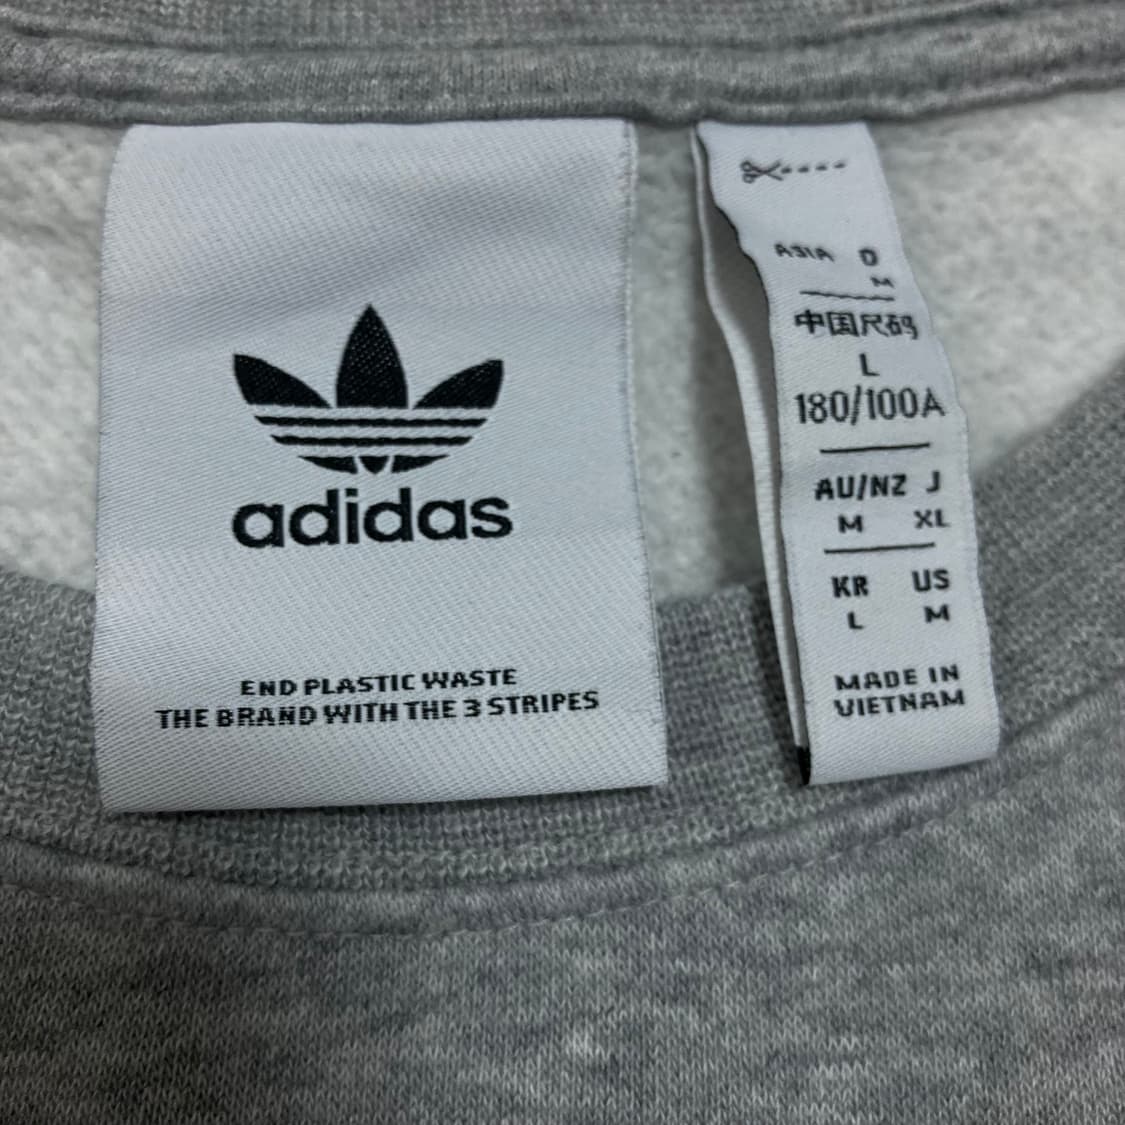 adidas
END PLASTIC WASTE
THE BRAND WITH THE 3 STRIPES
ASIA D
M
中国尺码
L
180/100A
AU/NZ J
M XL
KR US
L M
MADE IN
VIETNAM